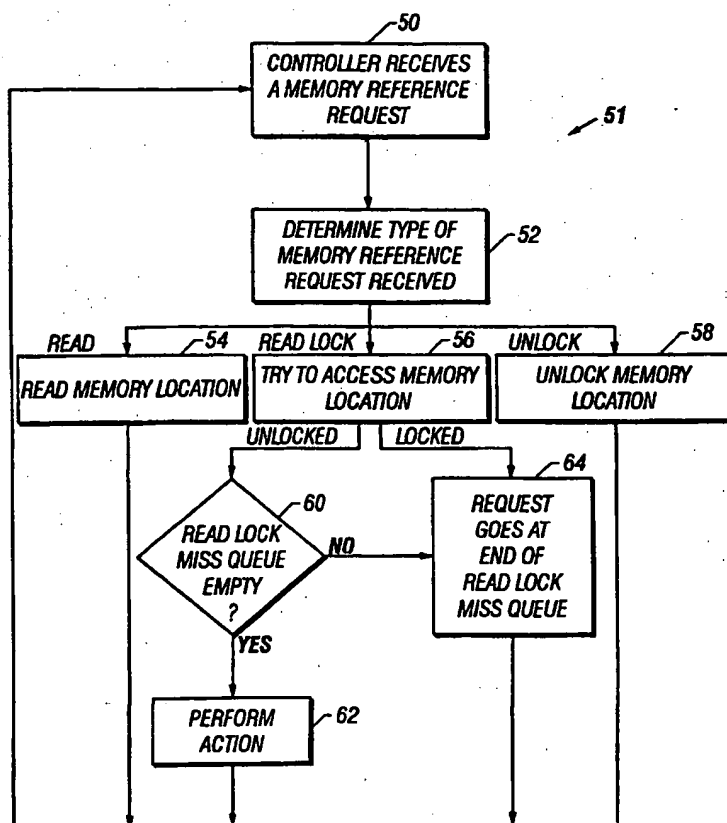 50
CONTROLLER RECEIVES
A MEMORY REFERENCE
REQUEST
51
DETERMINE TYPE OF
MEMORY REFERENCE
REQUEST RECEIVED
52
READ
54
READ LOCK
56
UNLOCK
58
READ MEMORY LOCATION
TRY TO ACCESS MEMORY
LOCATION
UNLOCK MEMORY
LOCATION
UNLOCKED
LOCKED
60
READ LOCK
MISS QUEUE
EMPTY
?
NO
YES
64
REQUEST
GOES AT
END OF
READ LOCK
MISS QUEUE
PERFORM
ACTION
62